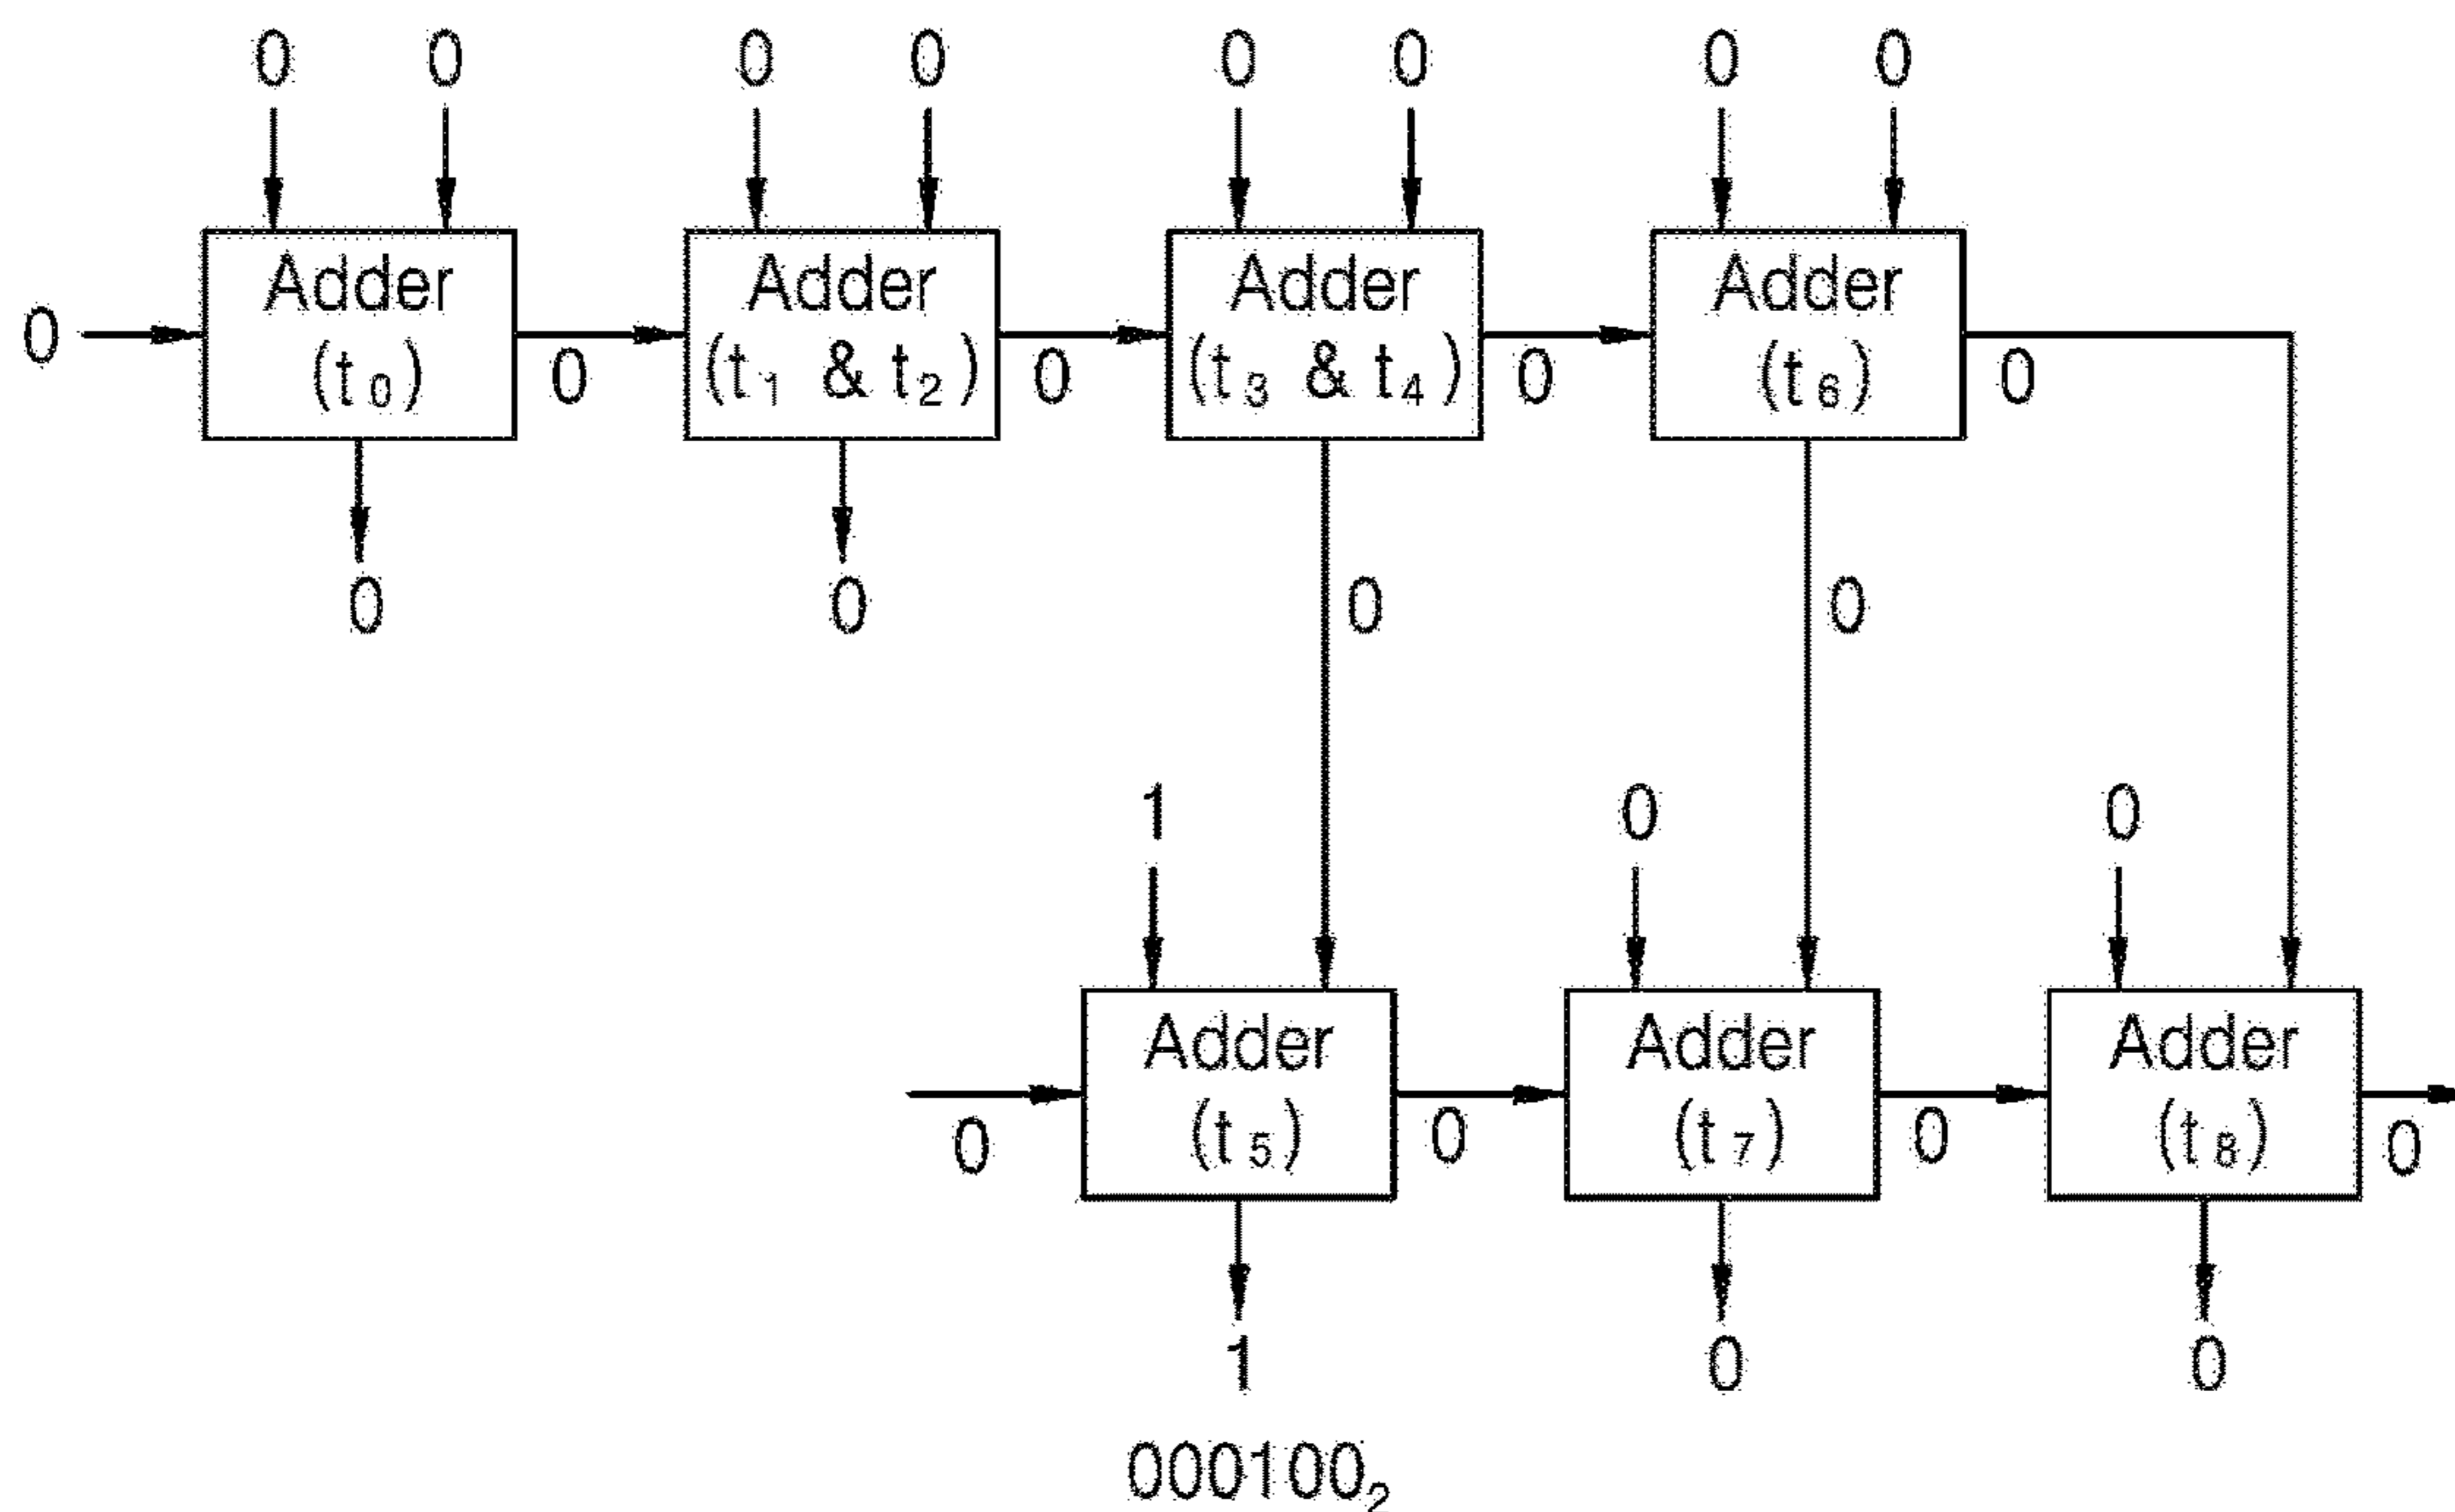 0 0 0 0 0 0 0 0
Adder Adder Adder Adder
0 (t0) 0 (t1 & t2) 0 (t3 & t4) 0 (t6) 0
0 0 0 0
1 0 0
Adder Adder Adder
0 (t5) 0 (t7) 0 (t8) 0
1 0 0
0001002